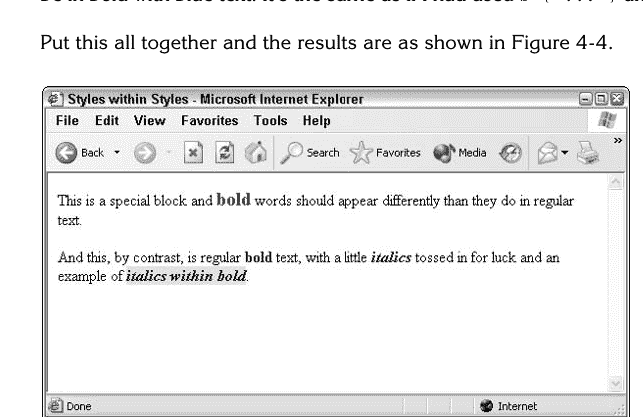 Put this all together and the results are as shown in Figure 4-4.
Styles within Styles - Microsoft Internet Explorer
File Edit View Favorites Tools Help
Back Search Favorites Media »
This is a special block and bold words should appear differently than they do in regular
text.
And this, by contrast, is regular bold text, with a little italics tossed in for luck and an
example of italics within bold.
Done Internet